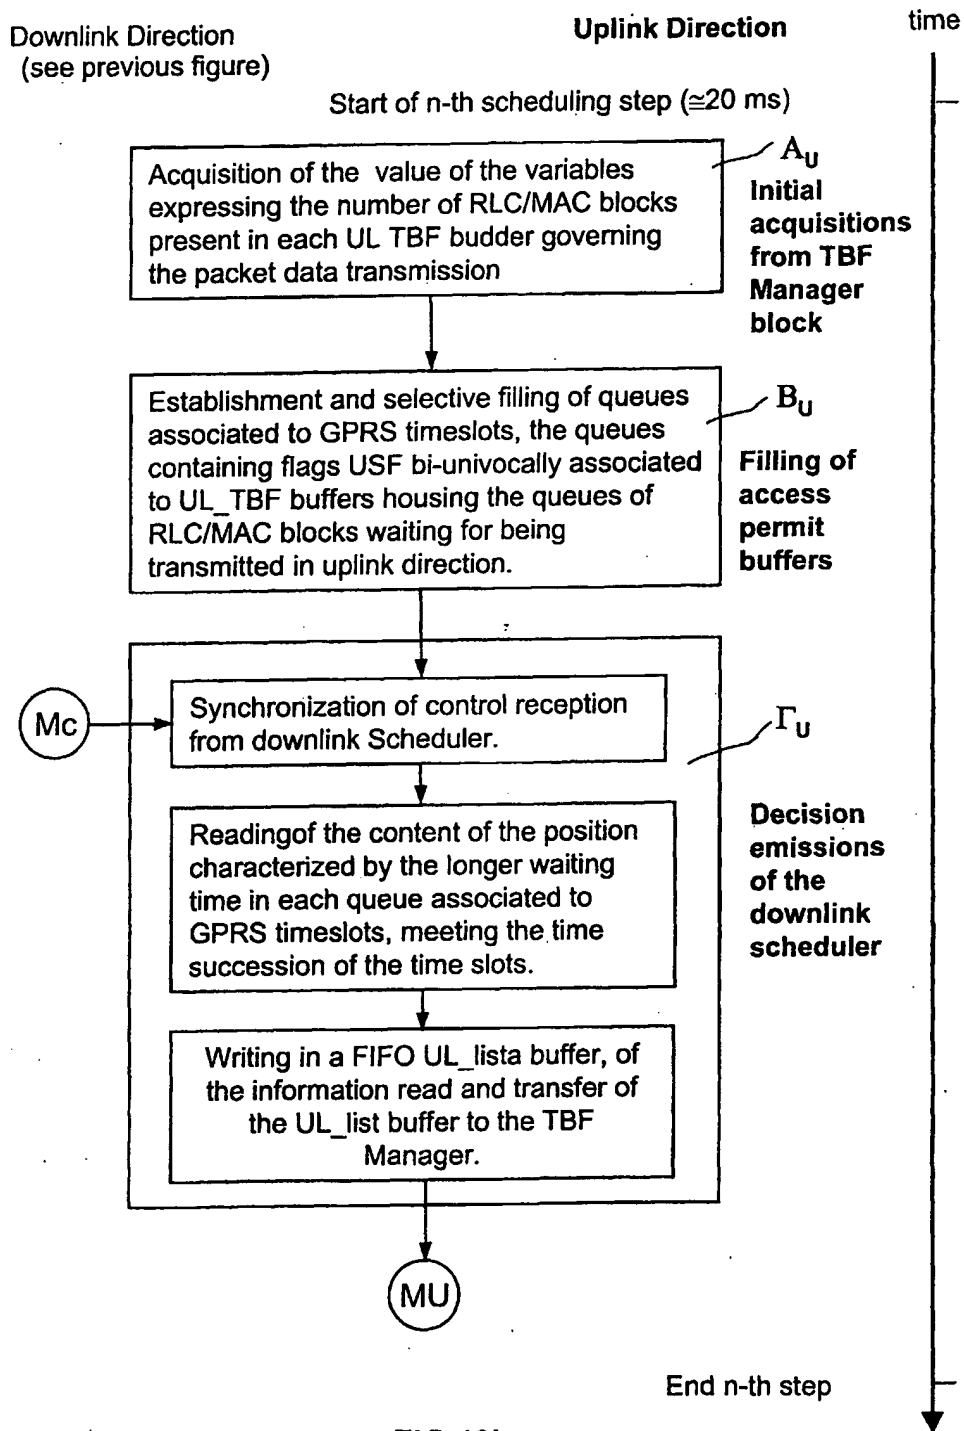 Downlink Direction
(see previous figure)
Uplink Direction
time
Start of n-th scheduling step (≅20 ms)
Acquisition of the value of the variables
expressing the number of RLC/MAC blocks
present in each UL TBF budder governing
the packet data transmission
A_U
Initial
acquisitions
from TBF
Manager
block
Establishment and selective filling of queues
associated to GPRS timeslots, the queues
containing flags USF bi-univocally associated
to UL_TBF buffers housing the queues of
RLC/MAC blocks waiting for being
transmitted in uplink direction.
B_U
Filling of
access
permit
buffers
Mc
Synchronization of control reception
from downlink Scheduler.
Γ_U
Readingof the content of the position
characterized by the longer waiting
time in each queue associated to
GPRS timeslots, meeting the time
succession of the time slots.
Decision
emissions
of the
downlink
scheduler
Writing in a FIFO UL_lista buffer, of
the information read and transfer of
the UL_list buffer to the TBF
Manager.
MU
End n-th step